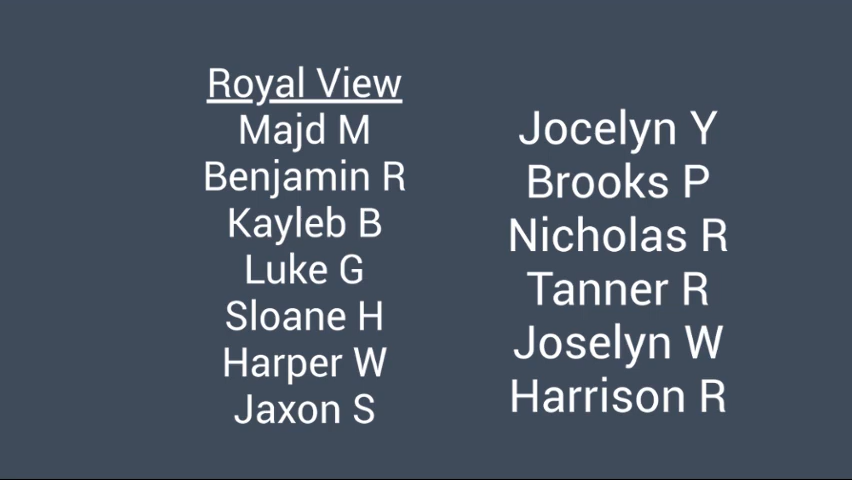 Royal View
Majd M
Benjamin R
Kayleb B
Luke G
Sloane H
Harper W
Jaxon S
Jocelyn Y
Brooks P
Nicholas R
Tanner R
Joselyn W
Harrison R